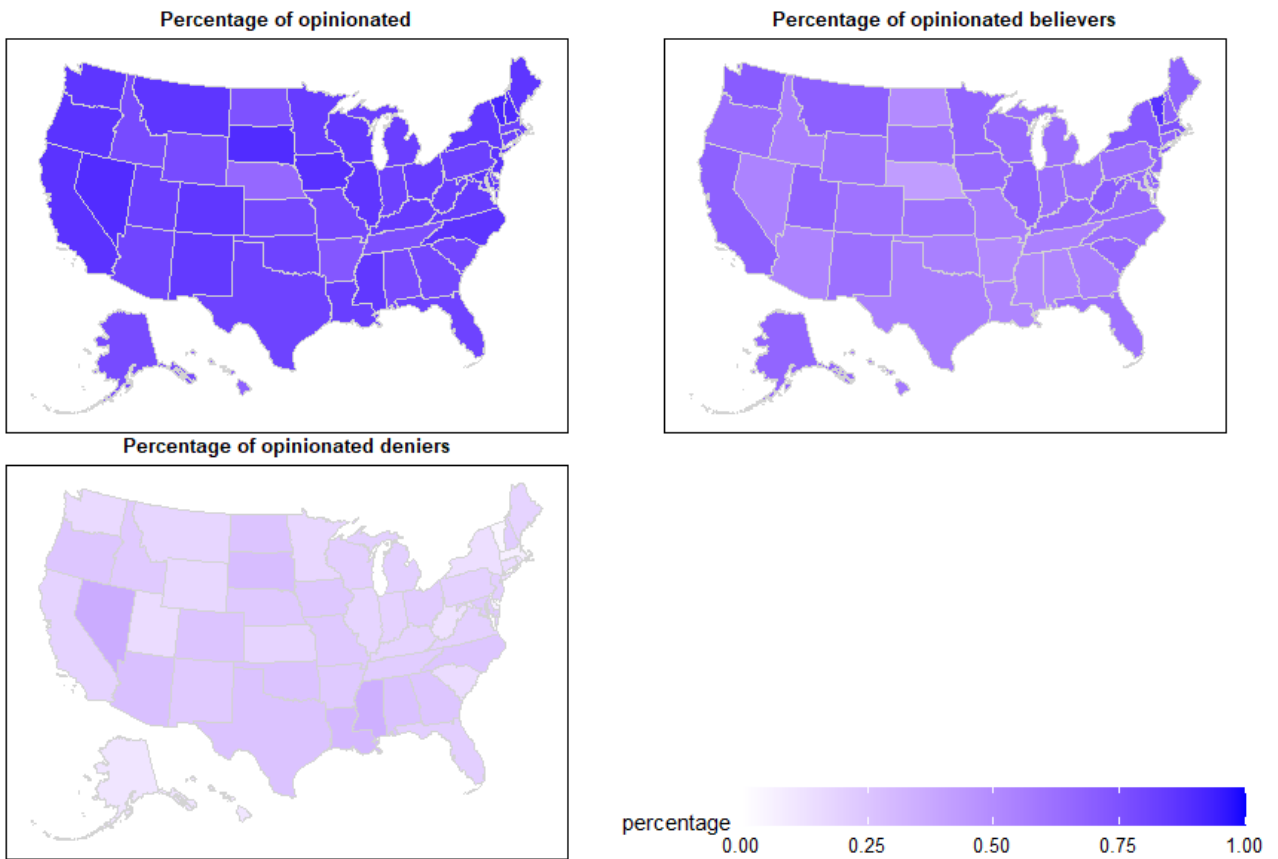 Percentage of opinionated
Percentage of opinionated believers
Percentage of opinionated deniers
percentage
0.00 0.25 0.50 0.75 1.00